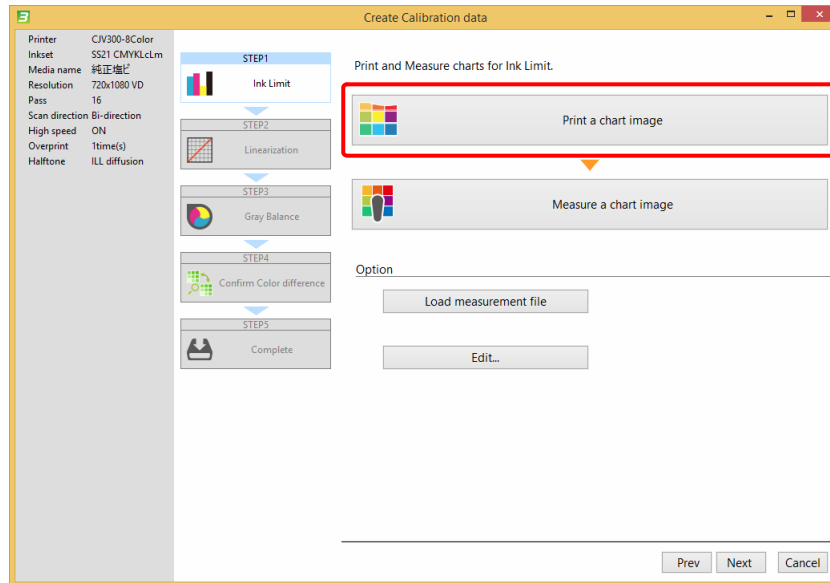 Create Calibration data
Printer CJV300-8Color
Inkset SS21 CMYKLcLm
Media name 純正塩ビ
Resolution 720x1080 VD
Pass 16
Scan direction Bi-direction
High speed ON
Overprint 1time(s)
Halftone ILL diffusion
STEP1
Ink Limit
STEP2
Linearization
STEP3
Gray Balance
STEP4
Confirm Color difference
STEP5
Complete
Print and Measure charts for Ink Limit.
Print a chart image
Measure a chart image
Option
Load measurement file
Edit...
Prev Next Cancel